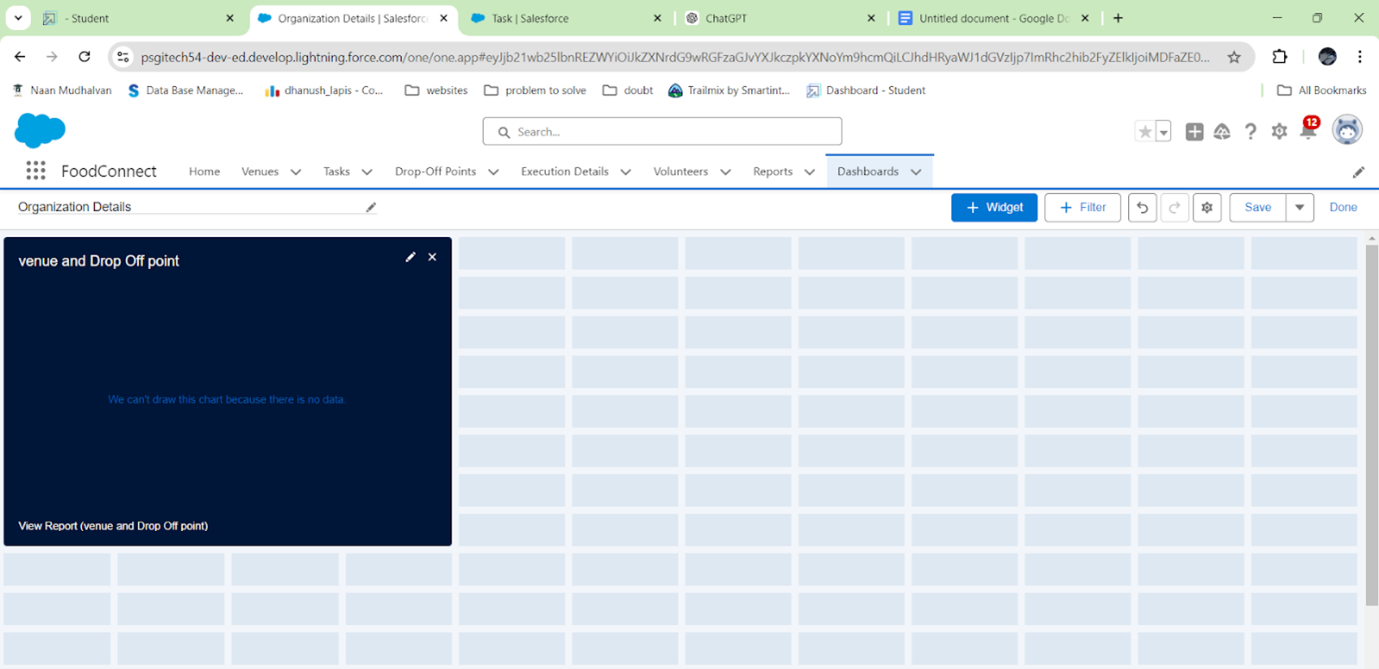 - Student
Organization Details | Salesforce
Task | Salesforce
ChatGPT
Untitled document - Google Do
psgitech54-dev-ed.develop.lightning.force.com/one/one.app#eyJjb21wb25lbnREZWYiOiJkZXNrdG9wRGFzaGJvYXJkczpkYXNoYm9hcmQiLCJhdHRyaWJ1dGVzIjp7ImRhc2hib2FyZElkIjoiMDFaZE0...
Naan Mudhalvan
Data Base Manage...
dhanush_lapis - Co...
websites
problem to solve
doubt
Trailmix by Smartint...
Dashboard - Student
All Bookmarks
Search...
12
FoodConnect
Home
Venues
Tasks
Drop-Off Points
Execution Details
Volunteers
Reports
Dashboards
Organization Details
+ Widget
+ Filter
Save
Done
venue and Drop Off point
We can't draw this chart because there is no data.
View Report (venue and Drop Off point)